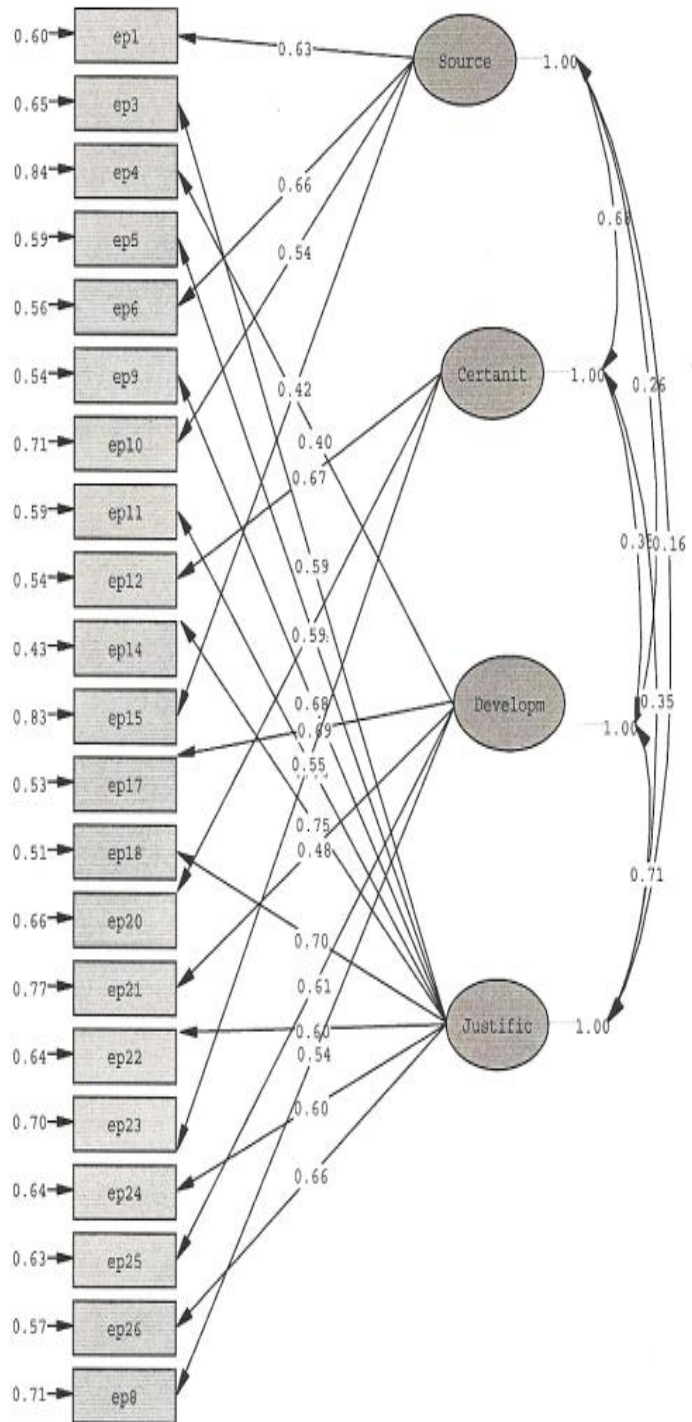 0.60 ep1 0.63 Source 1.00
0.65 ep3
0.84 ep4
0.66
0.59 ep5 0.54
0.56 ep6
0.54 ep9 Certanit 1.00 0.26
0.42
0.71 ep10 0.40
0.67
0.59 ep11
0.16
0.54 ep12 0.59
0.43 ep14
0.83 ep15 0.68 Developm 0.35
1.00
0.53 ep17 0.55
0.75
0.51 ep18 0.48
0.71
0.66 ep20
0.70
0.77 ep21
0.61
0.64 ep22 0.60 Justific 1.00
0.54
0.70 ep23 0.60
0.64 ep24 0.66
0.63 ep25
0.57 ep26
0.71 ep8